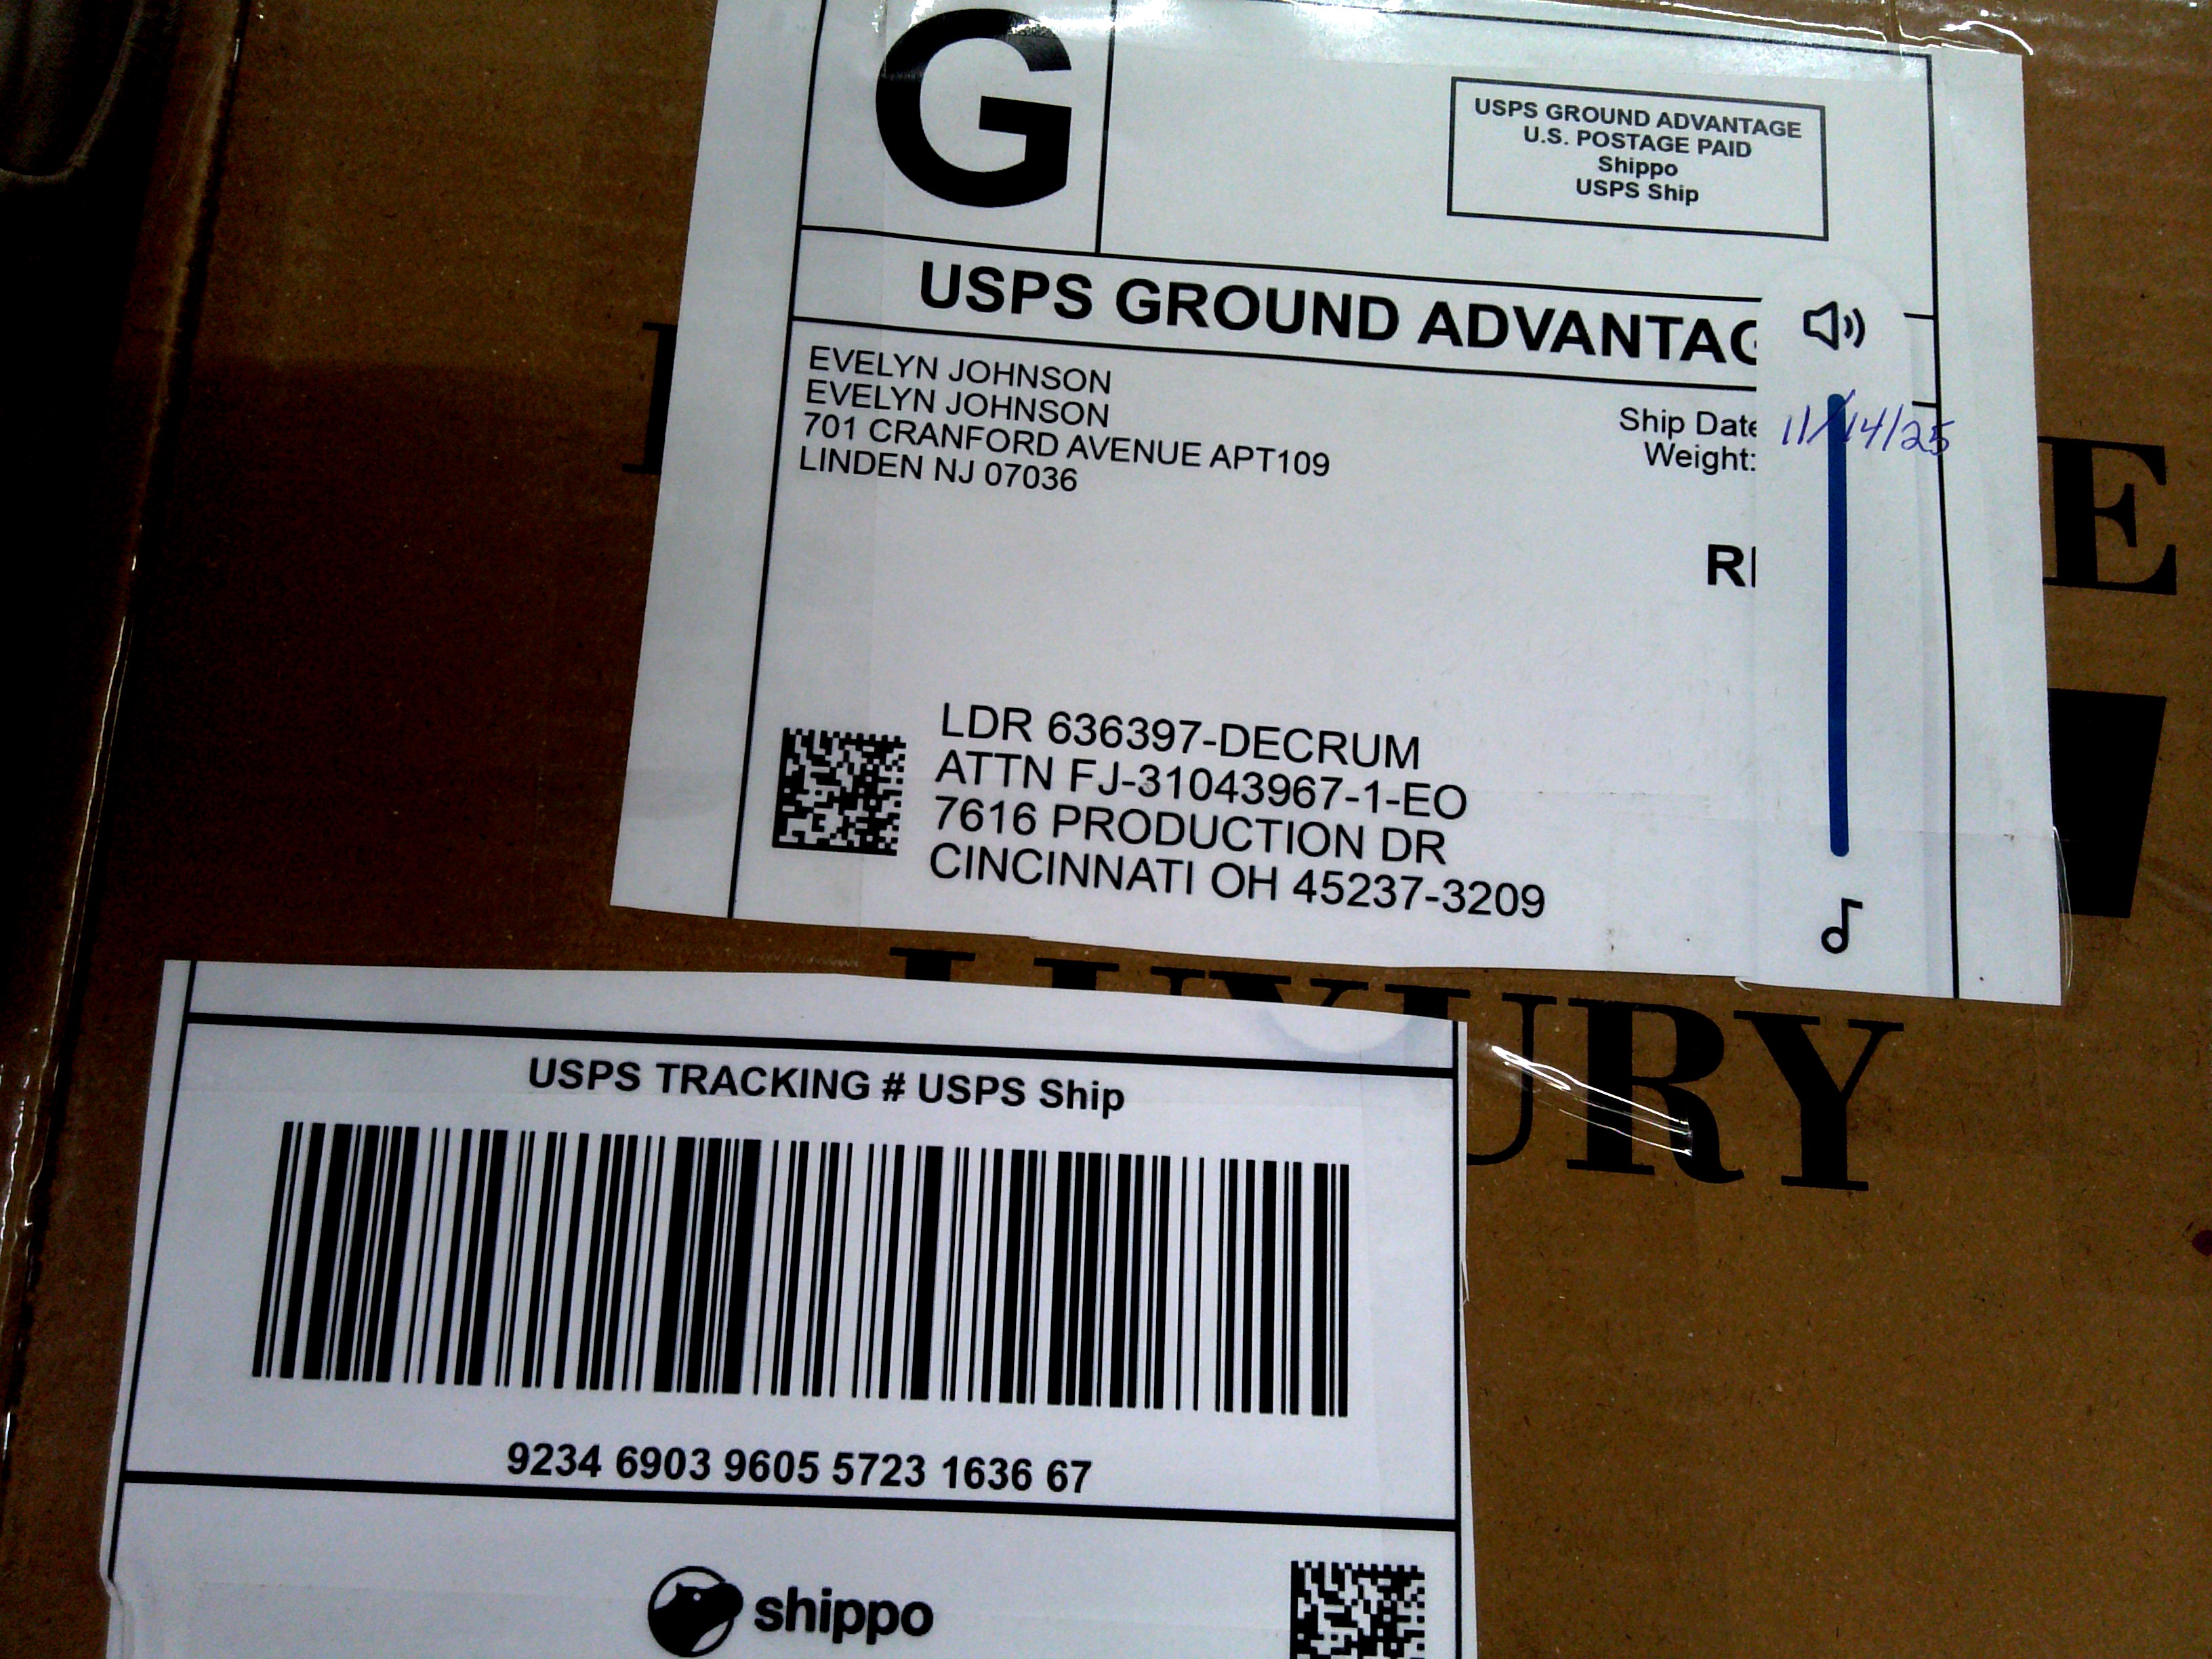 G
USPS GROUND ADVANTAGE
U.S. POSTAGE PAID
Shippo
USPS Ship
USPS GROUND ADVANTAG
EVELYN JOHNSON
EVELYN JOHNSON
701 CRANFORD AVENUE APT109
LINDEN NJ 07036
Ship Date
11/14/25
Weight:
LDR 636397-DECRUM
ATTN FJ-31043967-1-EO
7616 PRODUCTION DR
CINCINNATI OH 45237-3209
E
LUXURY
USPS TRACKING # USPS Ship
9234 6903 9605 5723 1636 67
shippo